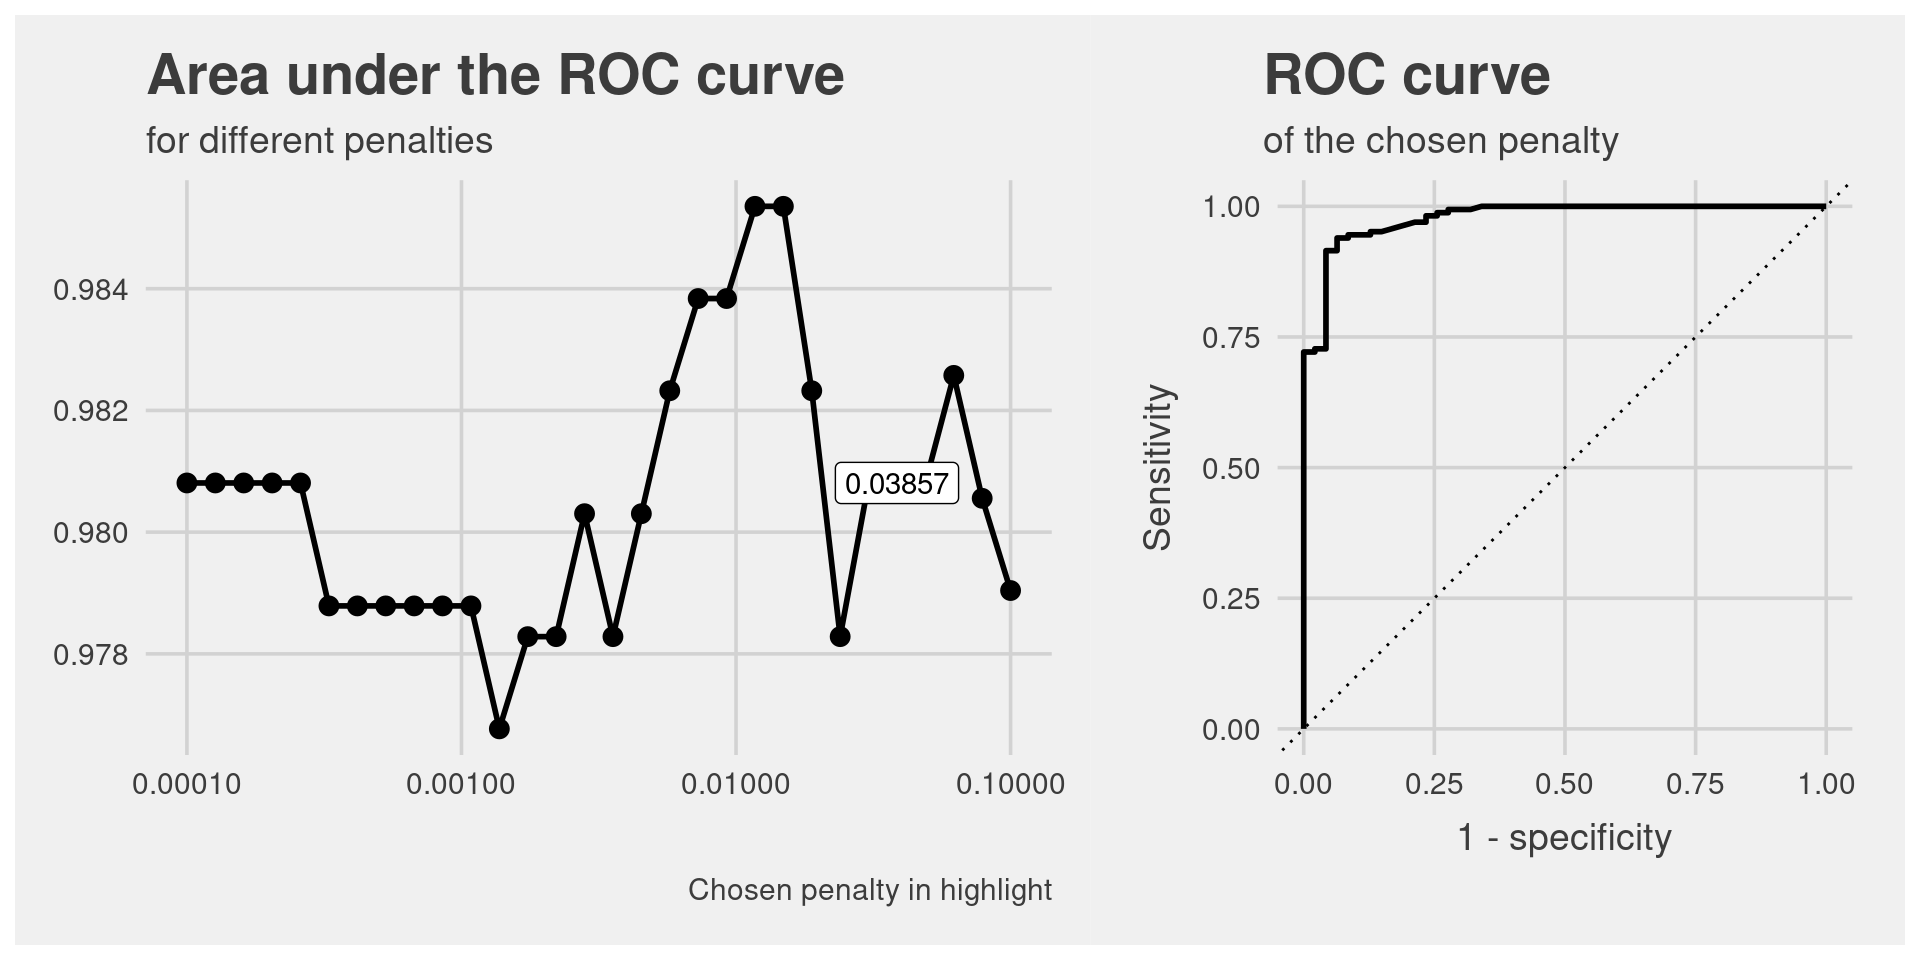 Area under the ROC curve
for different penalties
0.984
0.982
0.980
0.978
0.03857
0.00010 0.00100 0.01000 0.10000
Chosen penalty in highlight
ROC curve
of the chosen penalty
Sensitivity
1.00
0.75
0.50
0.25
0.00
0.00 0.25 0.50 0.75 1.00
1 - specificity